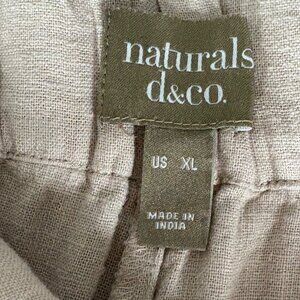 naturals
d&co.
US XL
MADE IN
INDIA